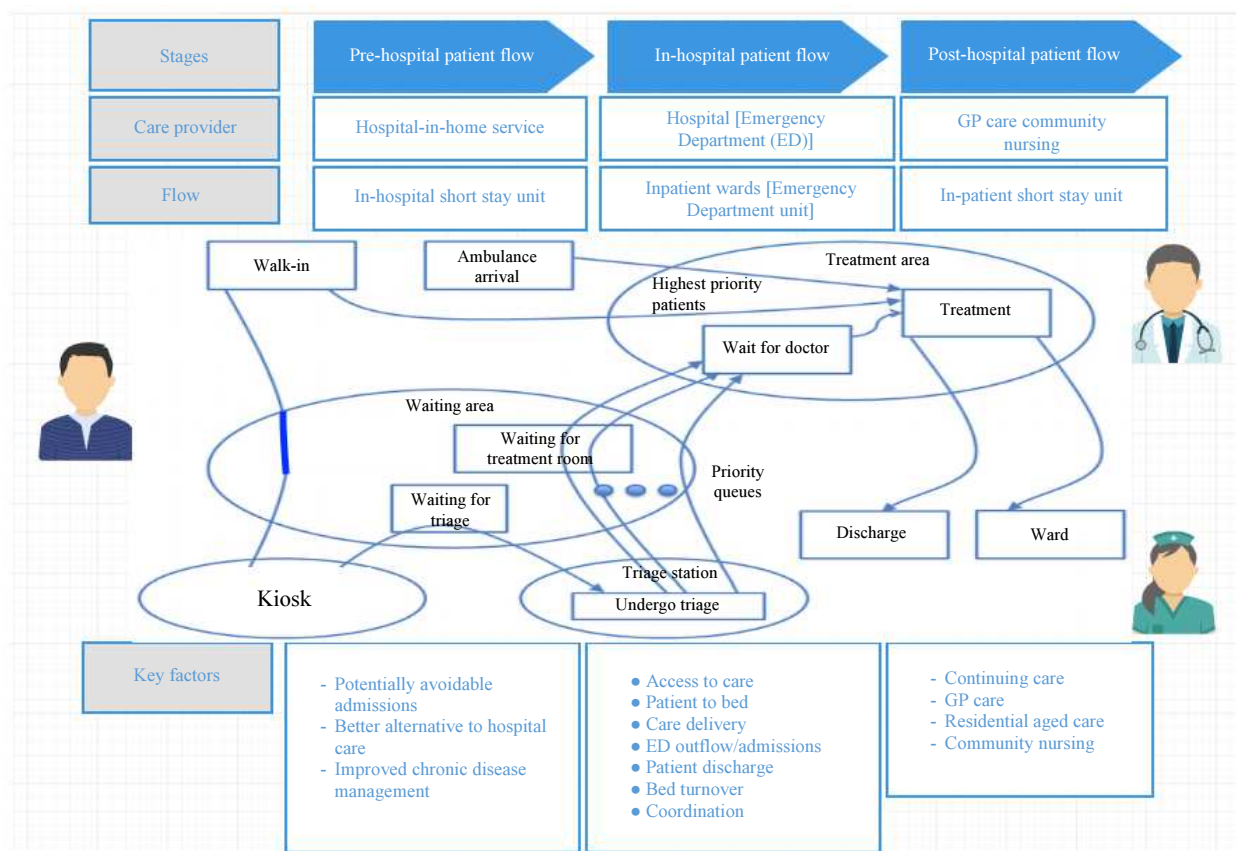 Stages
Pre-hospital patient flow
In-hospital patient flow
Post-hospital patient flow
Care provider
Hospital-in-home service
Hospital [Emergency
Department (ED)]
GP care community
nursing
Flow
In-hospital short stay unit
Inpatient wards [Emergency
Department unit]
In-patient short stay unit
Walk-in
Ambulance
arrival
Treatment area
Highest priority
patients
Treatment
Wait for doctor
Waiting area
Waiting for
treatment room
Priority
queues
Waiting for
triage
Discharge
Ward
Triage station
Kiosk
Undergo triage
Key factors
- Potentially avoidable
admissions
- Better alternative to hospital
care
- Improved chronic disease
management
● Access to care
● Patient to bed
● Care delivery
● ED outflow/admissions
● Patient discharge
● Bed turnover
● Coordination
- Continuing care
- GP care
- Residential aged care
- Community nursing